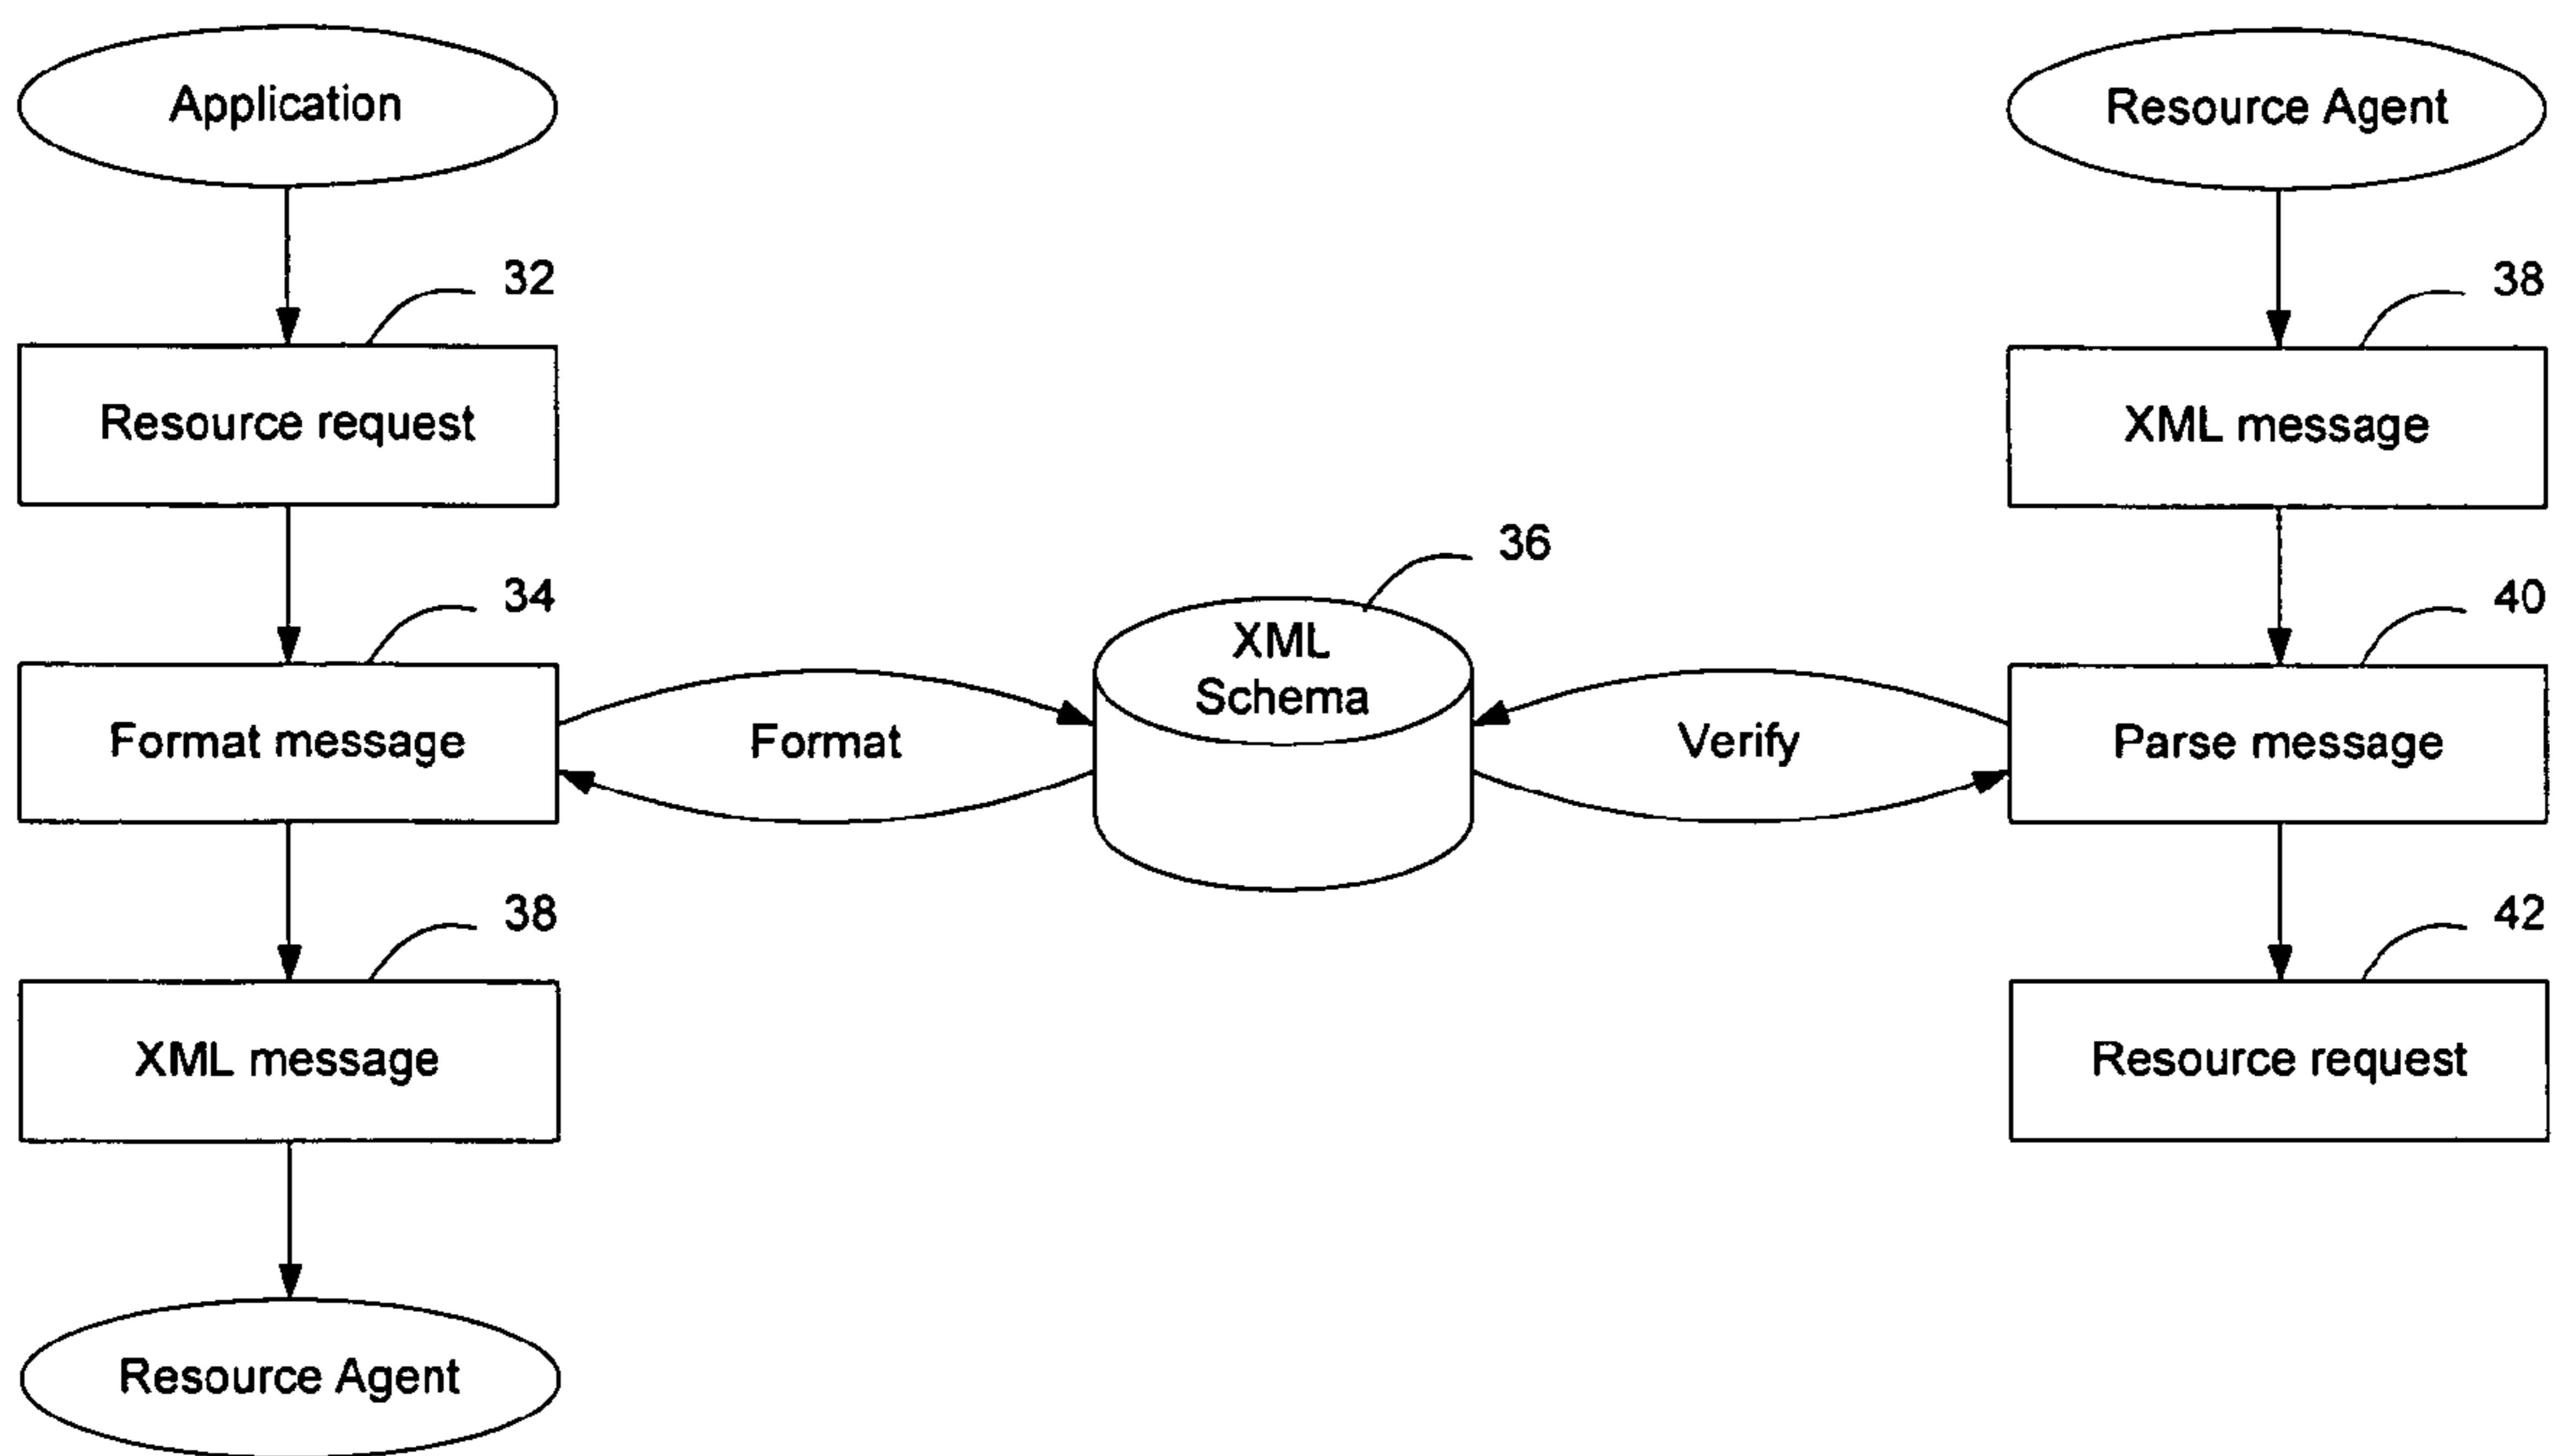 Application
Resource Agent
32
38
Resource request
XML message
36
34
40
XML
Schema
Format message
Format
Verify
Parse message
38
42
XML message
Resource request
Resource Agent